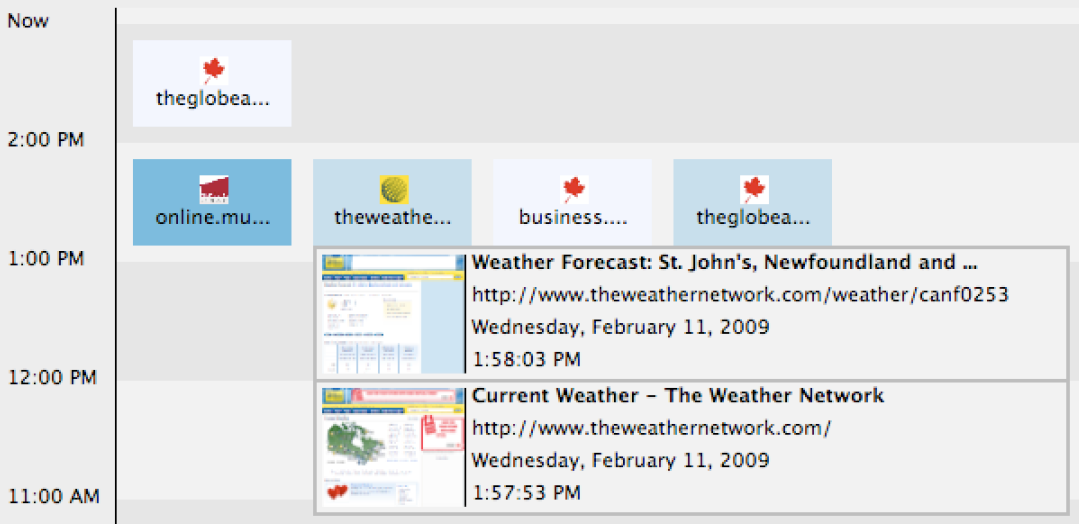 Now
theglobea...
2:00 PM
online.mu... theweathe... business.... theglobea...
1:00 PM
Weather Forecast: St. John's, Newfoundland and ...
http://www.theweathernetwork.com/weather/canf0253
Wednesday, February 11, 2009
1:58:03 PM
12:00 PM
Current Weather – The Weather Network
http://www.theweathernetwork.com/
Wednesday, February 11, 2009
1:57:53 PM
11:00 AM